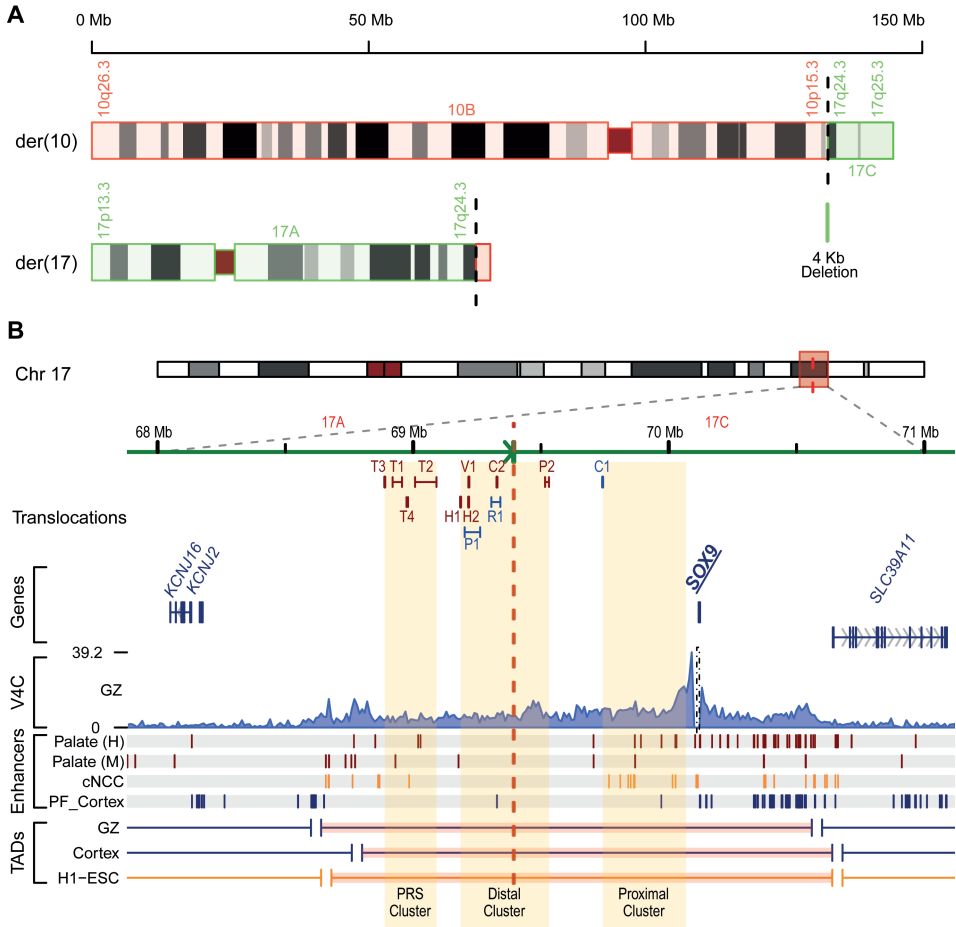 A
0 Mb 50 Mb 100 Mb 150 Mb
10q26.3 10p15.3 17q24.3 17q25.3
10B
der(10)
17C
17p13.3 17q24.3
17A
der(17)
4 Kb
Deletion
B
Chr 17
17A 17C
68 Mb 69 Mb 70 Mb 71 Mb
T3 T1 T2 V1 C2 P2 C1
T4 H1 H2 R1
Translocations
P1
Genes
KCNJ16
KCNJ2
SOX9
SLC39A11
V4C
39.2
GZ
0
Enhancers
Palate (H)
Palate (M)
cNCC
PF_Cortex
TADs
GZ
Cortex
H1-ESC
PRS
Cluster
Distal
Cluster
Proximal
Cluster